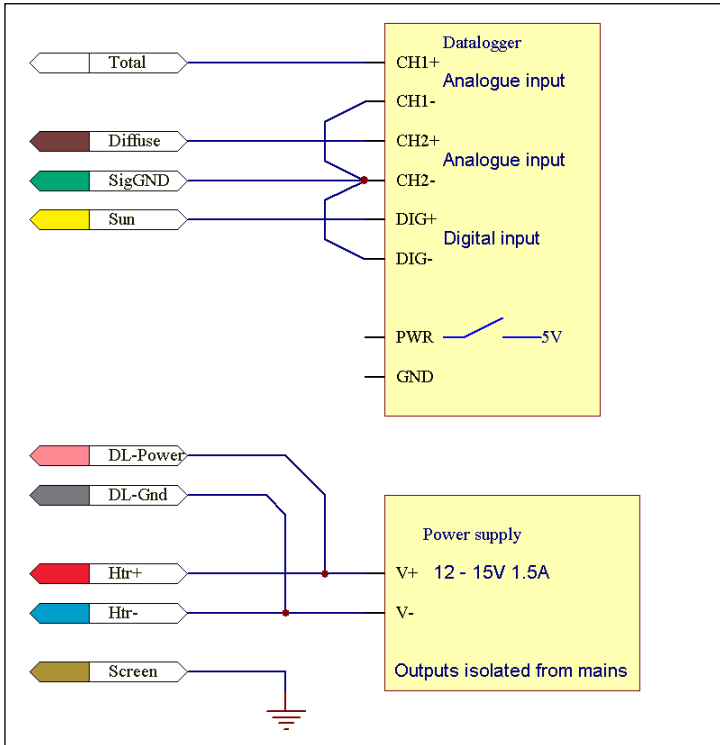 Datalogger
Total
CH1+
Analogue input
CH1-
Diffuse
CH2+
Analogue input
SigGND
CH2-
Sun
DIG+
Digital input
DIG-
PWR
5V
GND
DL-Power
DL-Gnd
Power supply
Htr+
V+
12 - 15V 1.5A
Htr-
V-
Screen
Outputs isolated from mains